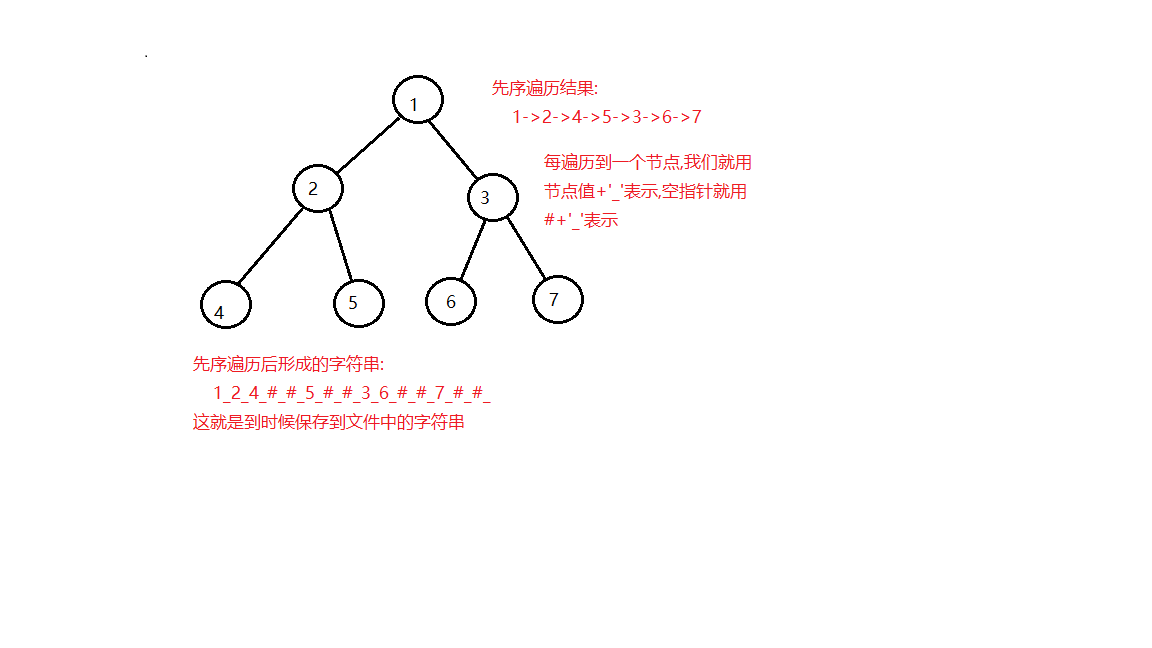 1
先序遍历结果:
1->2->4->5->3->6->7
每遍历到一个节点,我们就用
节点值+'_'表示,空指针就用
#+'_'表示
2
3
4
5
6
7
先序遍历后形成的字符串:
1_2_4_#_#_5_#_#_3_6_#_#_7_#_#_
这就是到时候保存到文件中的字符串